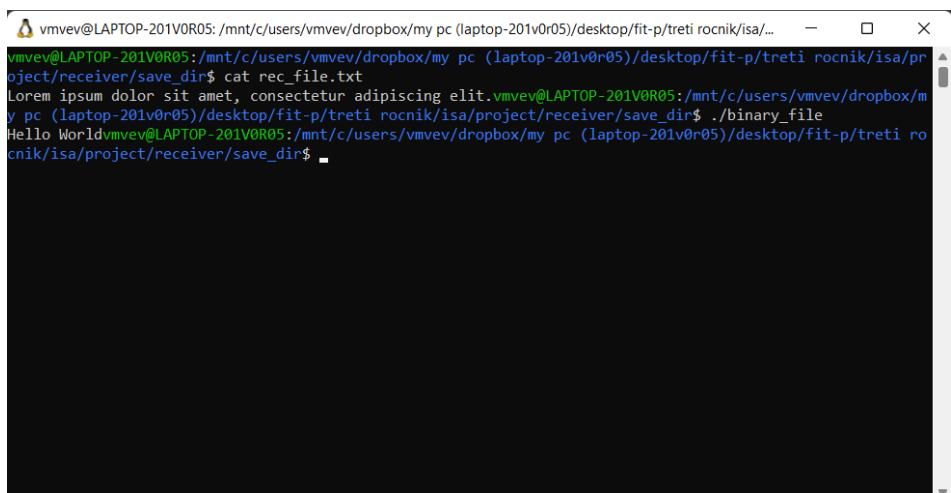 vmvev@LAPTOP-201V0R05: /mnt/c/users/vmvev/dropbox/my pc (laptop-201v0r05)/desktop/fit-p/treti rocnik/isa/...
vmvev@LAPTOP-201V0R05:/mnt/c/users/vmvev/dropbox/my pc (laptop-201v0r05)/desktop/fit-p/treti rocnik/isa/pr
oject/receiver/save_dir$ cat rec_file.txt
Lorem ipsum dolor sit amet, consectetur adipiscing elit.vmvev@LAPTOP-201V0R05:/mnt/c/users/vmvev/dropbox/m
y pc (laptop-201v0r05)/desktop/fit-p/treti rocnik/isa/project/receiver/save_dir$ ./binary_file
Hello Worldvmvev@LAPTOP-201V0R05:/mnt/c/users/vmvev/dropbox/my pc (laptop-201v0r05)/desktop/fit-p/treti ro
cnik/isa/project/receiver/save_dir$